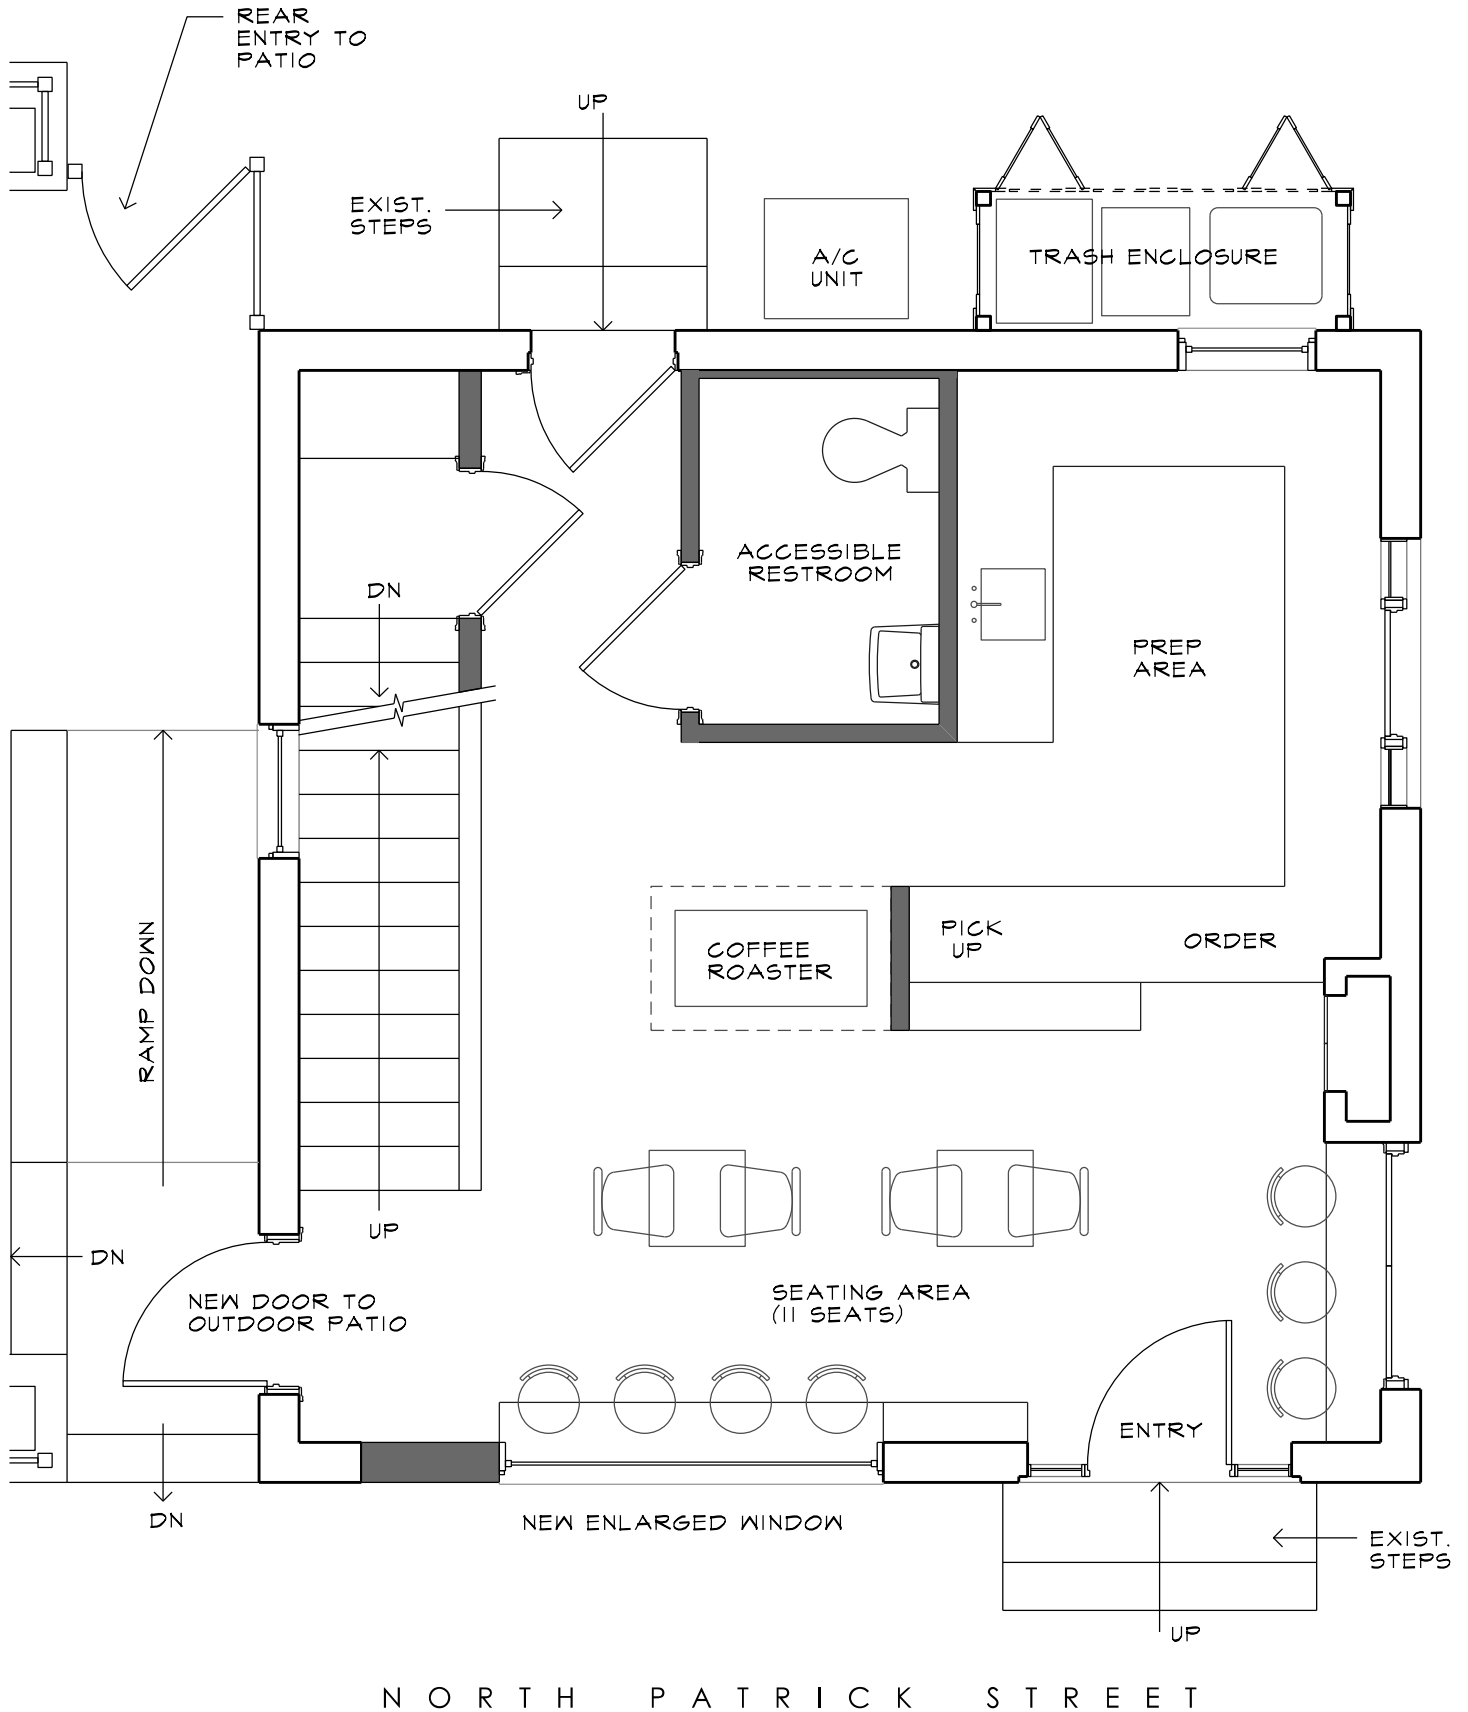 REAR
ENTRY TO
PATIO
UP
EXIST.
STEPS
A/C
UNIT
TRASH ENCLOSURE
ACCESSIBLE
RESTROOM
DN
PREP
AREA
RAMP DOWN
COFFEE
ROASTER
PICK
UP
ORDER
UP
DN
NEW DOOR TO
OUTDOOR PATIO
SEATING AREA
(11 SEATS)
ENTRY
DN
NEW ENLARGED WINDOW
EXIST.
STEPS
UP
NORTH PATRICK STREET